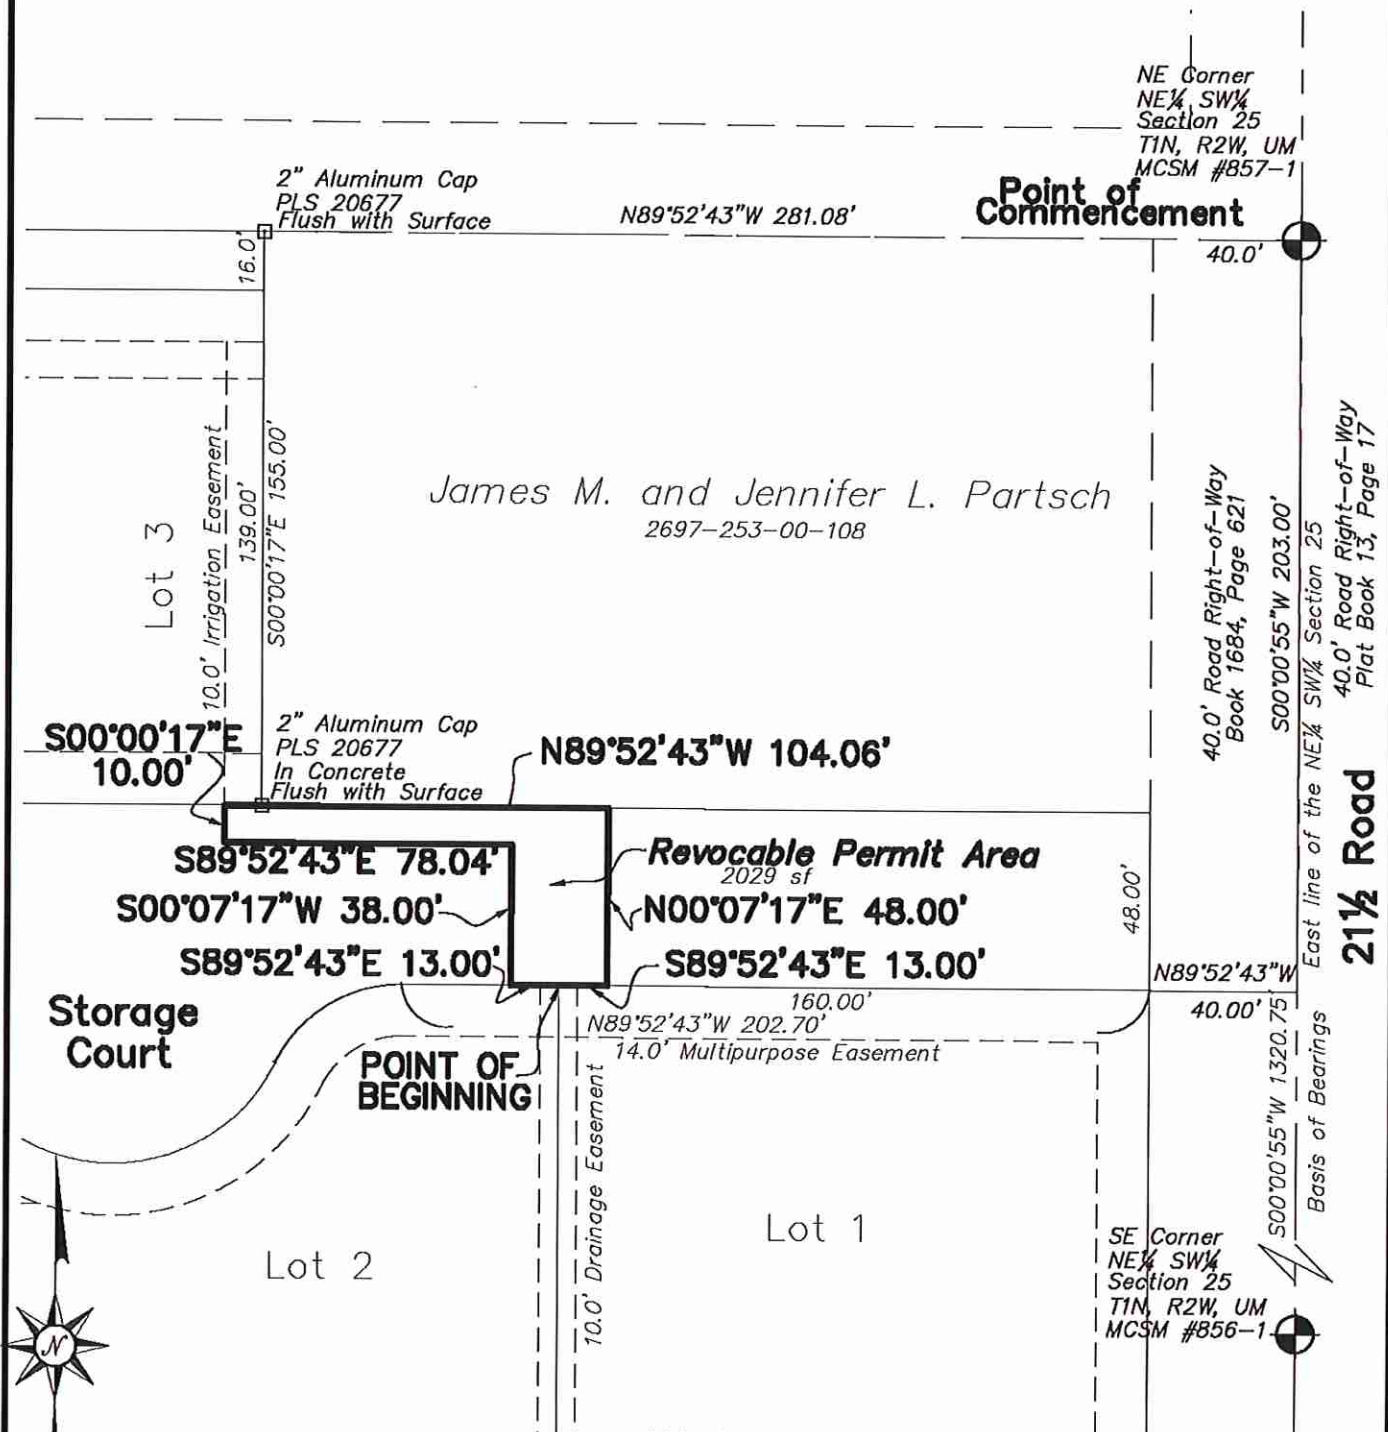 NE Corner
NE¼ SW¼
Section 25
T1N, R2W, UM
MCSM #857-1
Point of
Commencement
2" Aluminum Cap
PLS 20677
Flush with Surface
N89°52'43"W 281.08'
40.0'
16.0'
James M. and Jennifer L. Partsch
2697-253-00-108
Lot 3
10.0' Irrigation Easement
139.00'
S00°00'17"E 155.00'
40.0' Road Right-of-Way
Book 1684, Page 621
S00°00'55"W 203.00'
East line of the NE¼ SW¼ Section 25
40.0' Road Right-of-Way
Plat Book 13, Page 17
21½ Road
S00°00'17"E
10.00'
2" Aluminum Cap
PLS 20677
In Concrete
Flush with Surface
N89°52'43"W 104.06'
S89°52'43"E 78.04'
Revocable Permit Area
2029 sf
S00°07'17"W 38.00'
N00°07'17"E 48.00'
48.00'
S89°52'43"E 13.00'
S89°52'43"E 13.00'
N89°52'43"W
40.00'
160.00'
N89°52'43"W 202.70'
14.0' Multipurpose Easement
Storage
Court
POINT OF
BEGINNING
10.0' Drainage Easement
S00°00'55"W 1320.75'
Basis of Bearings
Lot 1
Lot 2
SE Corner
NE¼ SW¼
Section 25
T1N, R2W, UM
MCSM #856-1
N